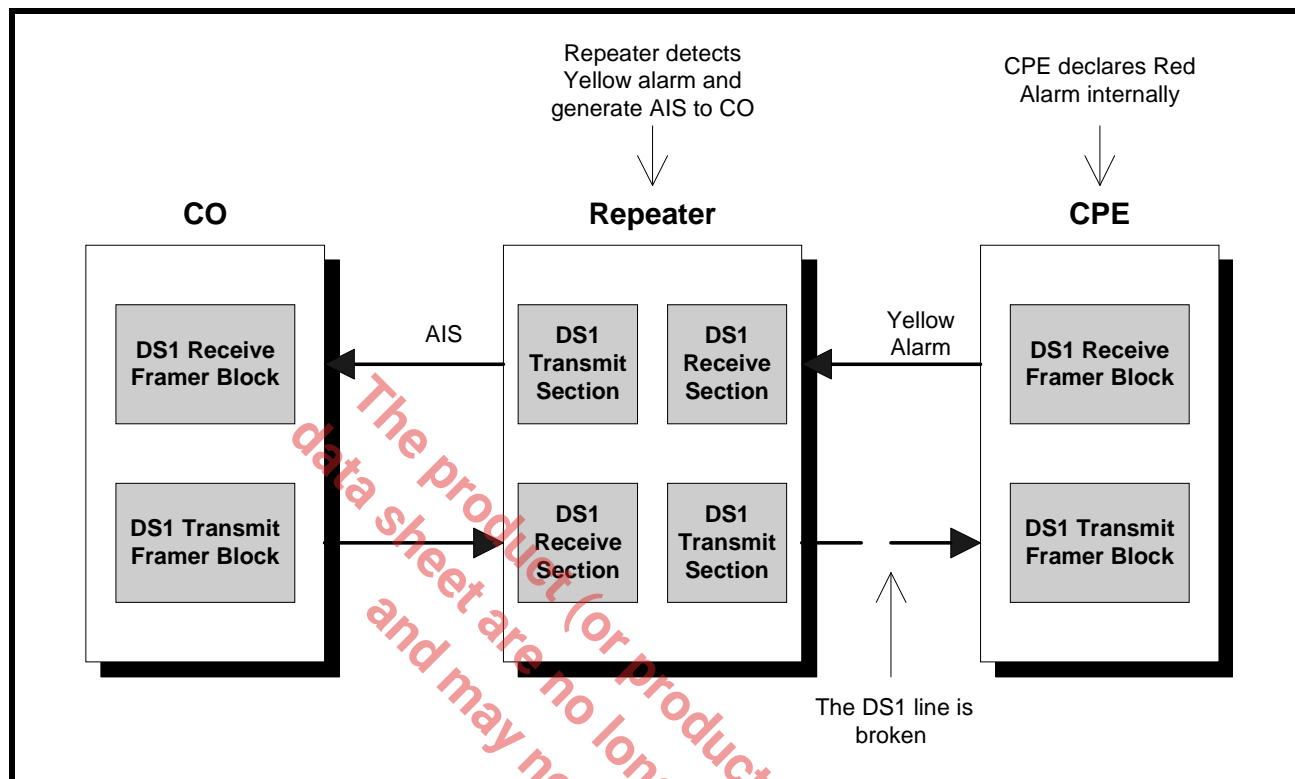 Repeater detects
Yellow alarm and
generate AIS to CO
CPE declares Red
Alarm internally
CO
Repeater
CPE
DS1 Receive
Framer Block
AIS
DS1
Transmit
Section
DS1
Receive
Section
Yellow
Alarm
DS1 Receive
Framer Block
DS1 Transmit
Framer Block
DS1
Receive
Section
DS1
Transmit
Section
DS1 Transmit
Framer Block
The DS1 line is
broken
The product (or product
data sheet are no long
and may no